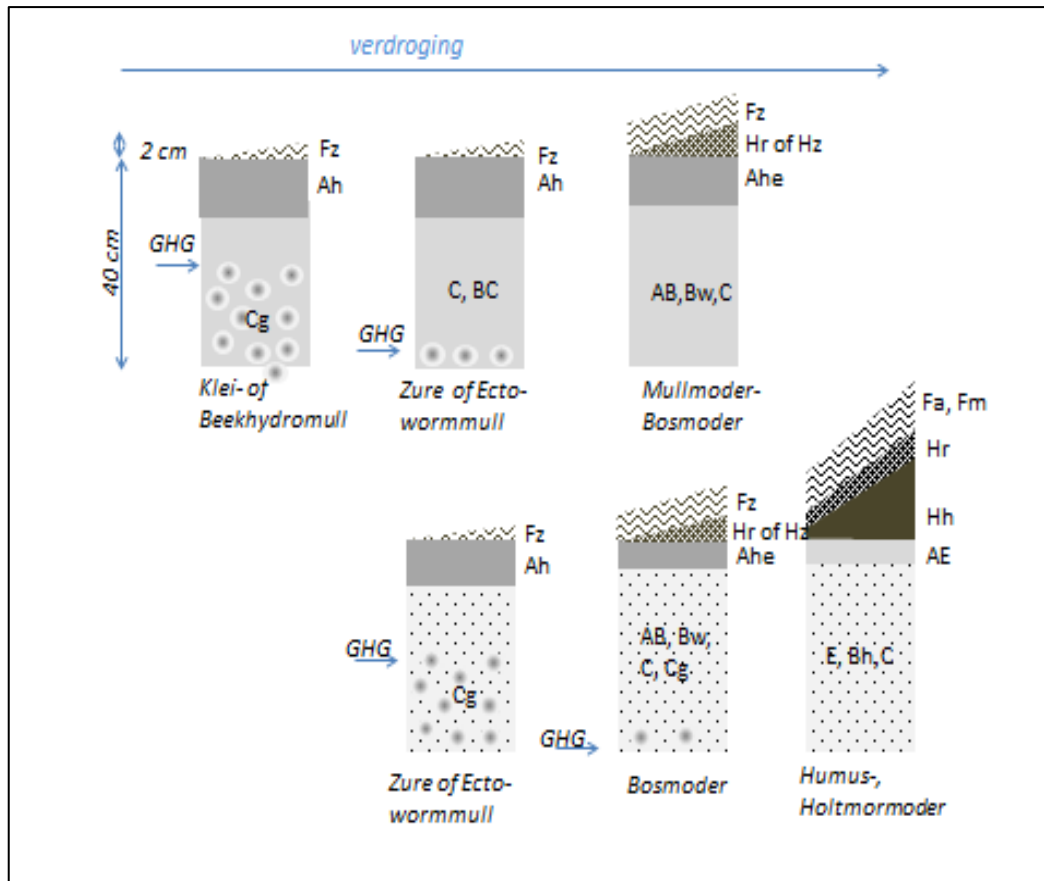 verdroging
2 cm
40 cm
GHG
Fz
Ah
Cg
Klei- of
Beekhydromull
GHG
Fz
Ah
C, BC
Zure of Ecto-
wormmull
Fz
Hr of Hz
Ahe
AB,Bw,C
Mullmoder-
Bosmoder
GHG
Fz
Ah
Cg
Zure of Ecto-
wormmull
GHG
Fz
Hr of Hz
Ahe
AB, Bw,
C, Cg
Bosmoder
Fa, Fm
Hr
Hh
AE
E, Bh,C
Humus-,
Holtmormoder